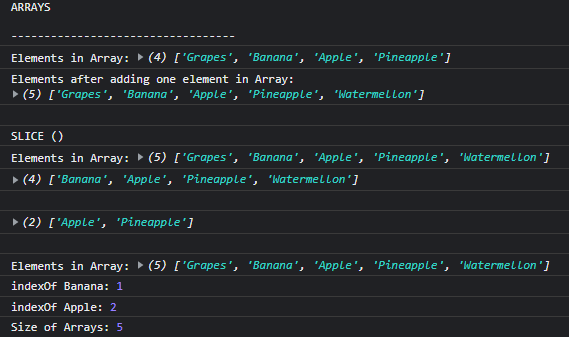 ARRAYS
----------------------------------
Elements in Array: ▶(4) ['Grapes', 'Banana', 'Apple', 'Pineapple']
Elements after adding one element in Array:
▶(5) ['Grapes', 'Banana', 'Apple', 'Pineapple', 'Watermellon']
SLICE ()
Elements in Array: ▶(5) ['Grapes', 'Banana', 'Apple', 'Pineapple', 'Watermellon']
▶(4) ['Banana', 'Apple', 'Pineapple', 'Watermellon']
▶(2) ['Apple', 'Pineapple']
Elements in Array: ▶(5) ['Grapes', 'Banana', 'Apple', 'Pineapple', 'Watermellon']
indexOf Banana: 1
indexOf Apple: 2
Size of Arrays: 5